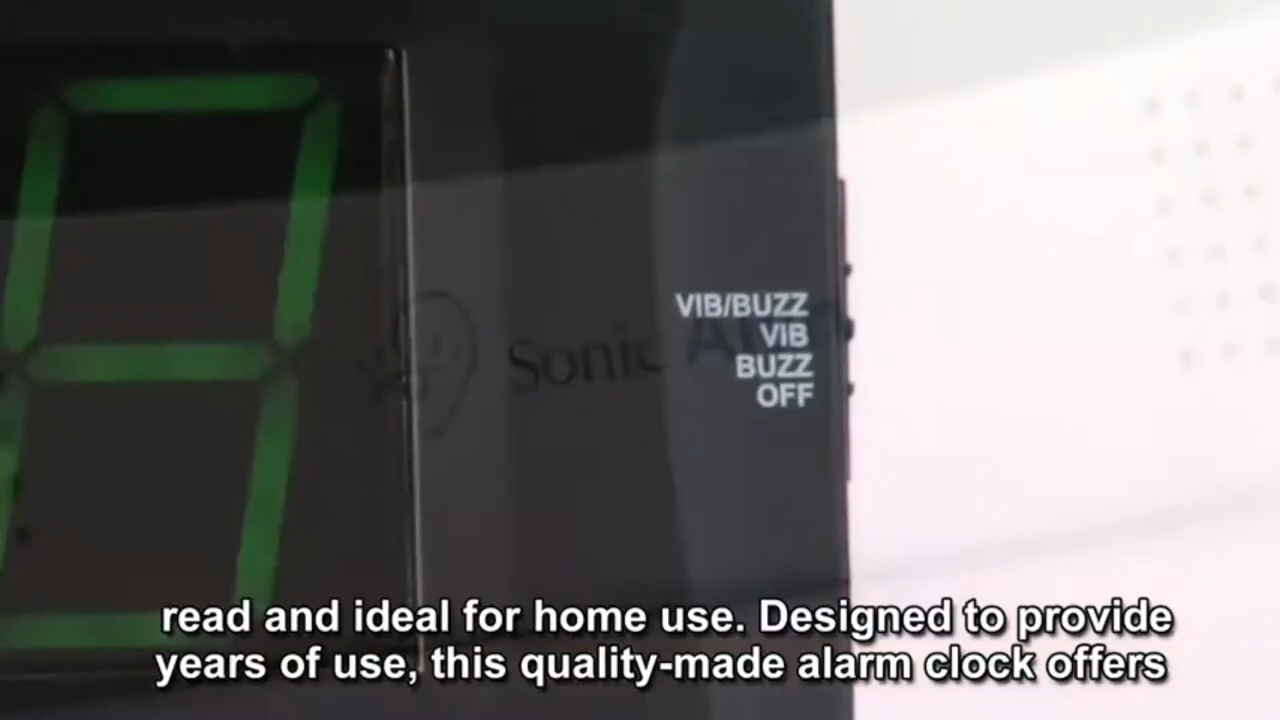 VIB/BUZZ
VIB
BUZZ
OFF
Sonic
read and ideal for home use. Designed to provide
years of use, this quality-made alarm clock offers